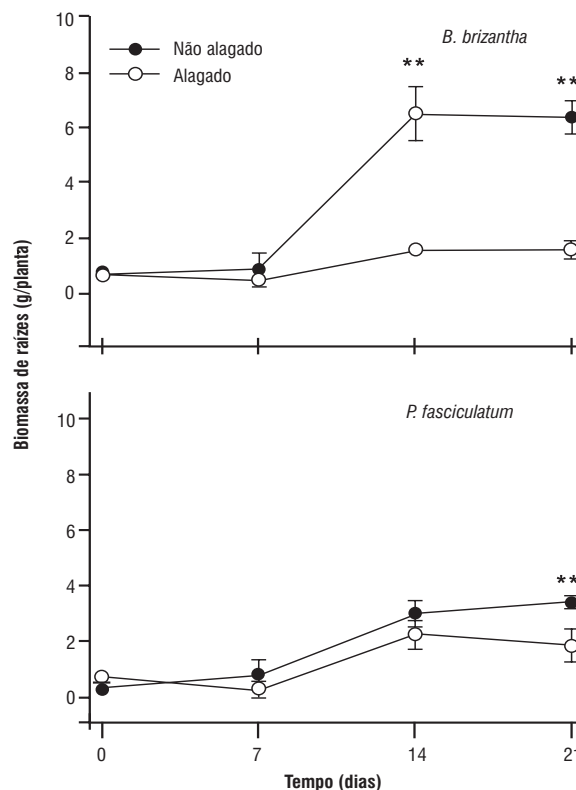 10
Não alagado
B. brizantha
Alagado
8
**
**
6
4
2
0
Biomassa de raízes (g/planta)
P. fasciculatum
10
8
6
4
**
2
0
0 7 14 21
Tempo (dias)